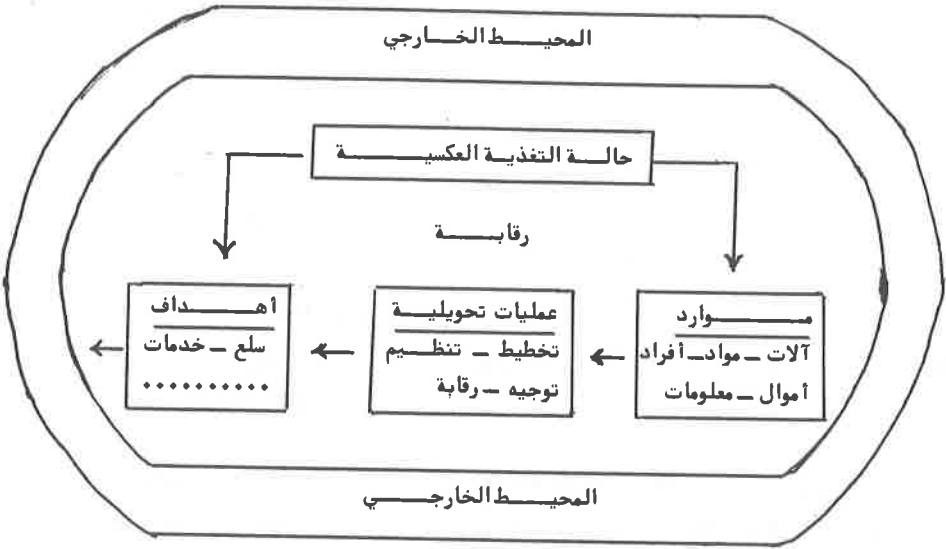 المحيط الخارجي
حالة التغذية العكسية
رقابة
موارد
آلات - مواد - أفراد
أموال - معلومات
عمليات تحويلية
تخطيط - تنظيم
توجيه - رقابة
اهداف
سلع - خدمات
..........
المحيط الخارجي